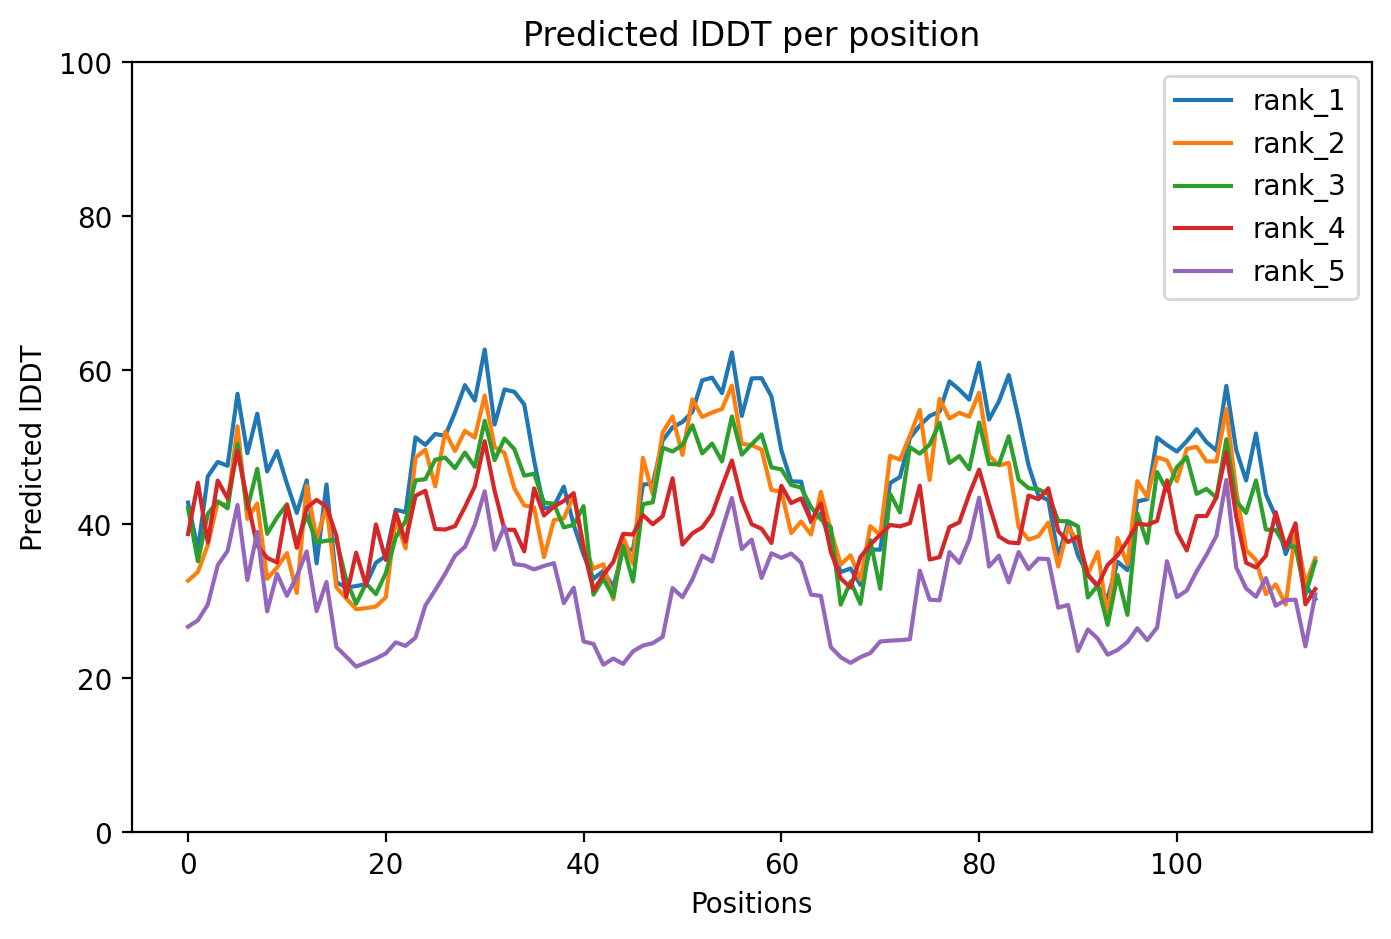 Predicted lDDT per position
100
80
60
40
20
0
Predicted lDDT
0 20 40 60 80 100
Positions
rank_1
rank_2
rank_3
rank_4
rank_5